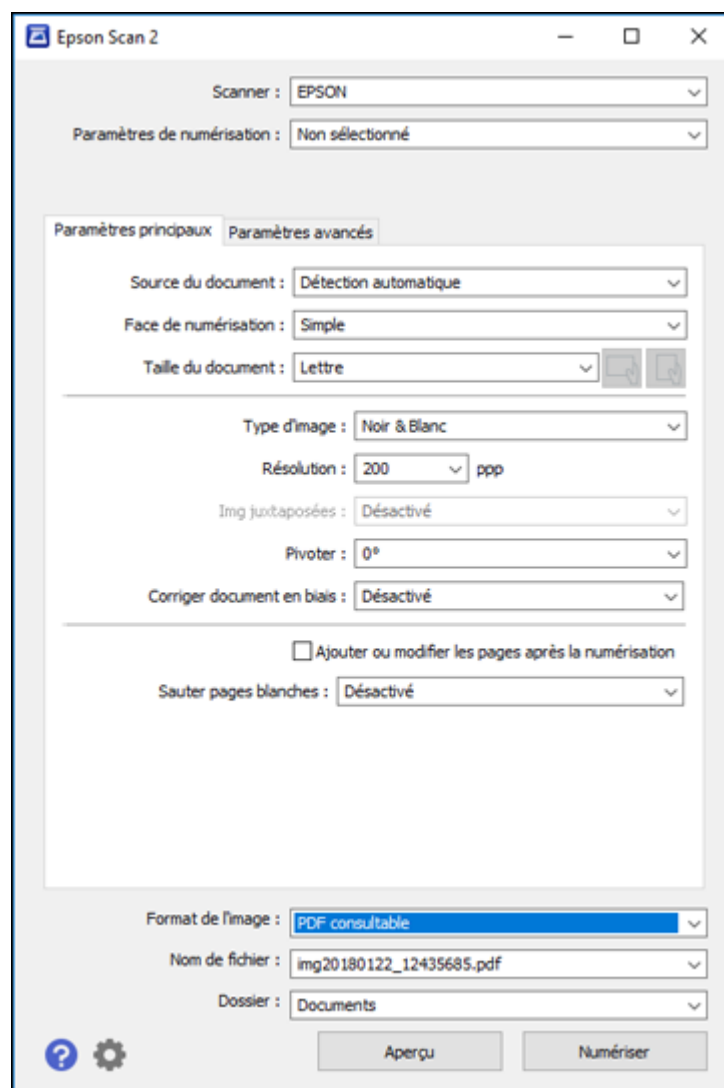 Epson Scan 2
Scanner : EPSON
Paramètres de numérisation : Non sélectionné
Paramètres principaux Paramètres avancés
Source du document : Détection automatique
Face de numérisation : Simple
Taille du document : Lettre
Type d'image : Noir & Blanc
Résolution : 200 ppp
Img juxtaposées : Désactivé
Pivoter : 0°
Corriger document en biais : Désactivé
Ajouter ou modifier les pages après la numérisation
Sauter pages blanches : Désactivé
Format de l'image : PDF consultable
Nom de fichier : img20180122_12435685.pdf
Dossier : Documents
? Aperçu Numériser